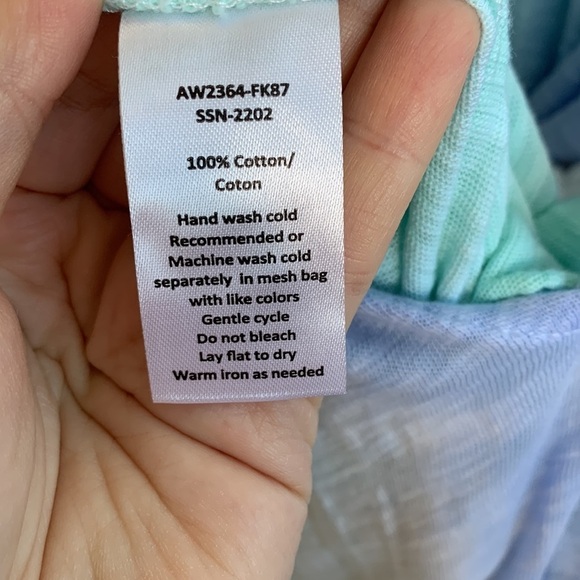 AW2364-FK87
SSN-2202
100% Cotton/
Coton
Hand wash cold
Recommended or
Machine wash cold
separately in mesh bag
with like colors
Gentle cycle
Do not bleach
Lay flat to dry
Warm iron as needed